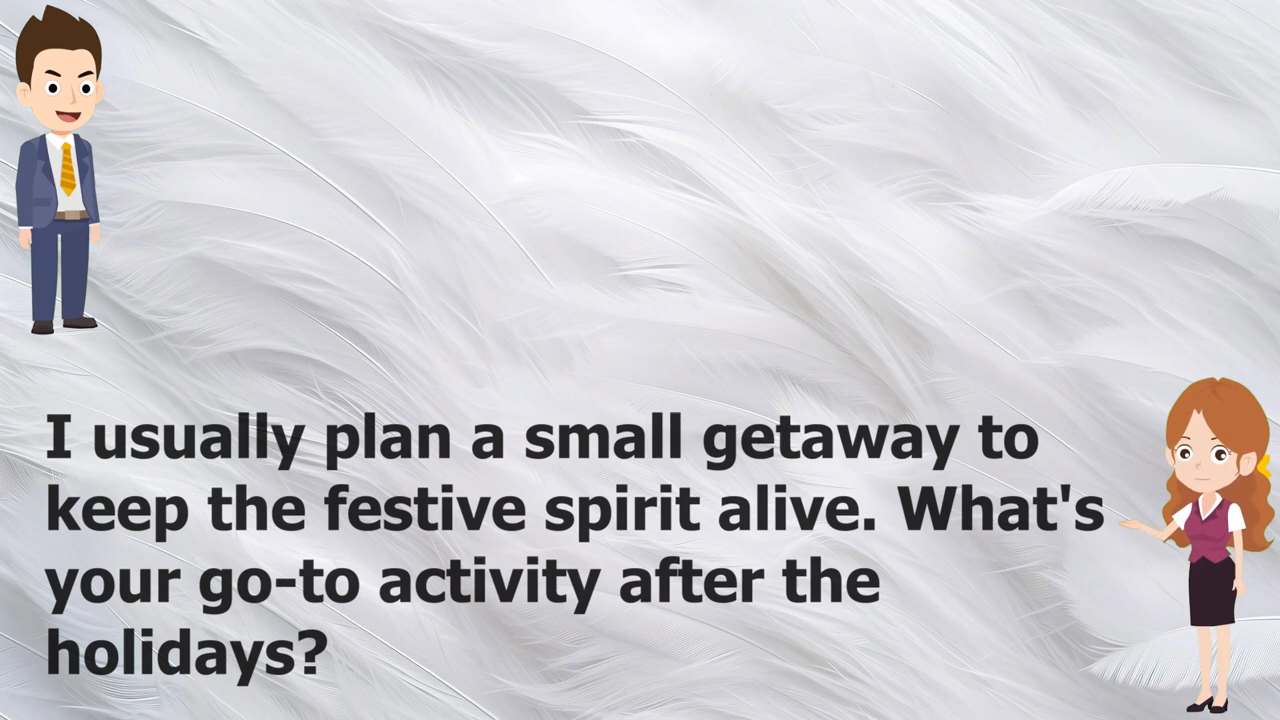 I usually plan a small getaway to
keep the festive spirit alive. What's
your go-to activity after the
holidays?